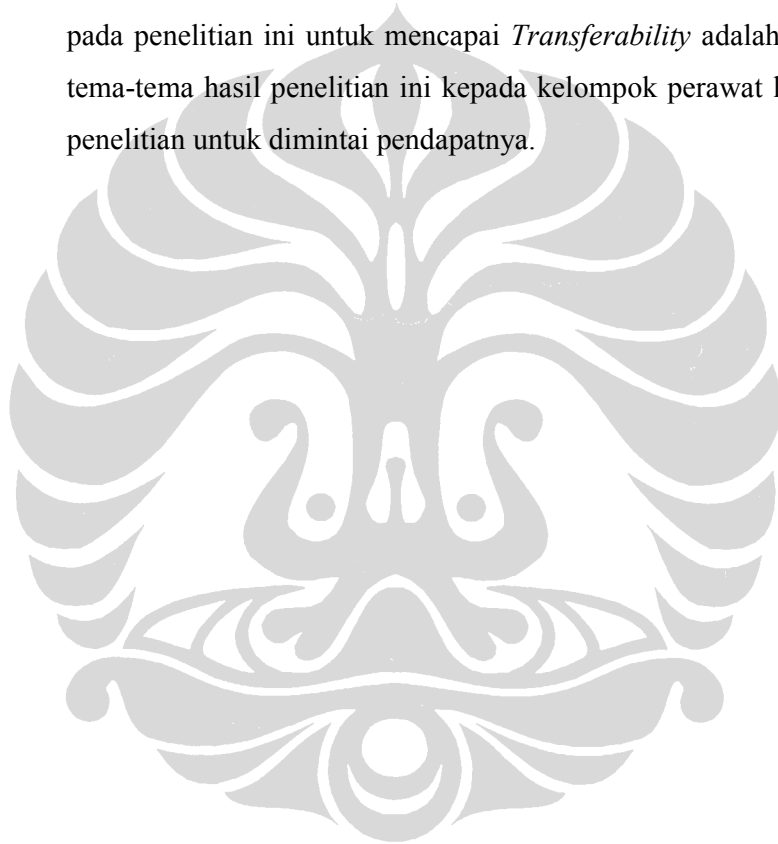 pada penelitian ini untuk mencapai Transferability adalah
tema-tema hasil penelitian ini kepada kelompok perawat
penelitian untuk dimintai pendapatnya.